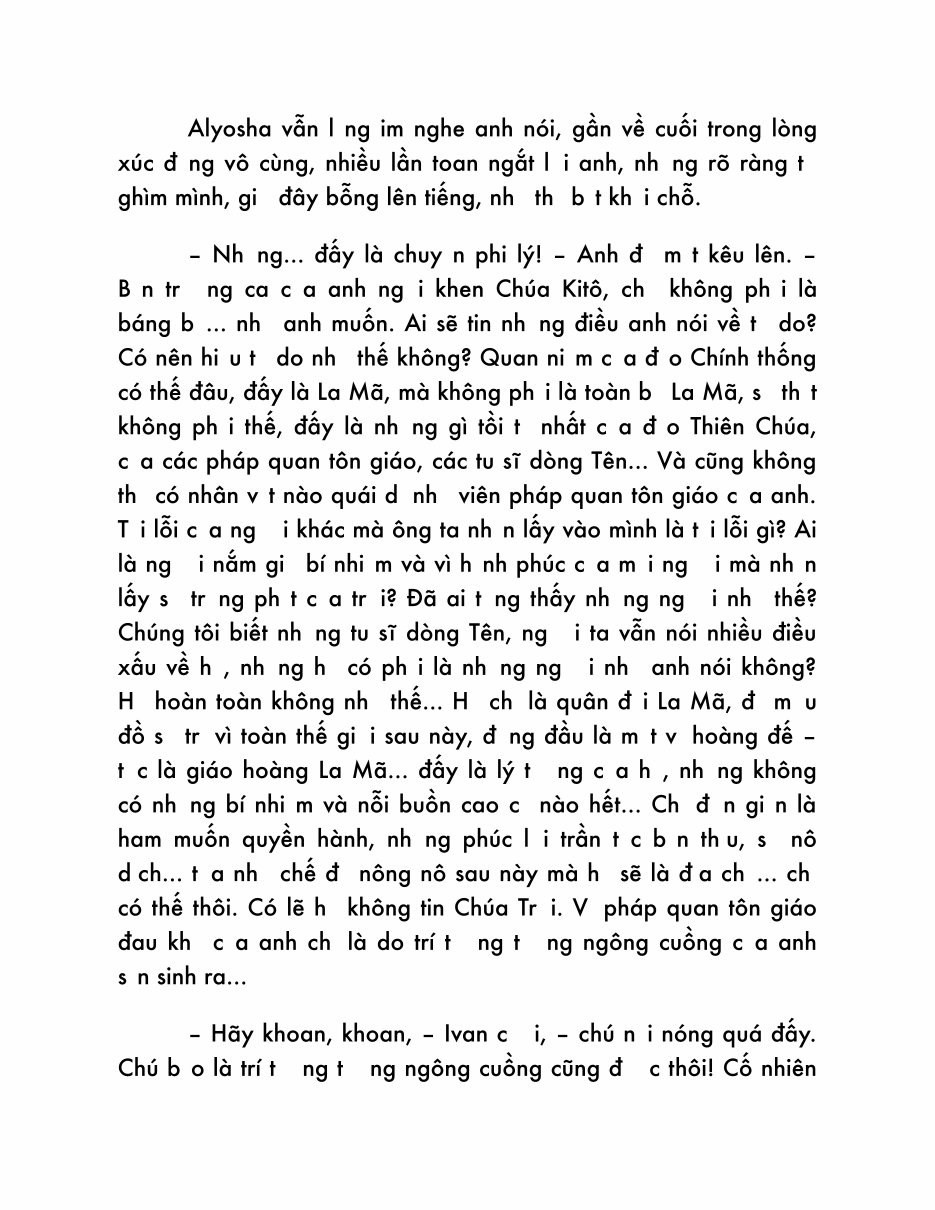 Alyosha vẫn l ng im nghe anh nói, gần về cuối trong lòng
xúc đ ng vô cùng, nhiều lần toan ngắt l i anh, nh ng rõ ràng t
ghìm mình, gi đây bỗng lên tiếng, nh th b t kh i chỗ.
– Nh ng... đấy là chuy n phi lý! – Anh đ m t kêu lên. –
B n tr ng ca c a anh ng i khen Chúa Kitô, ch không ph i là
báng b ... nh anh muốn. Ai sẽ tin nh ng điều anh nói về t do?
Có nên hi u t do nh thế không? Quan ni m c a đ o Chính thống
có thế đâu, đấy là La Mã, mà không ph i là toàn b La Mã, s th t
không ph i thế, đấy là nh ng gì tồi t nhất c a đ o Thiên Chúa,
c a các pháp quan tôn giáo, các tu sĩ dòng Tên... Và cũng không
th có nhân v t nào quái d nh viên pháp quan tôn giáo c a anh.
T i lỗi c a ng i khác mà ông ta nh n lấy vào mình là t i lỗi gì? Ai
là ng i nắm gi bí nhi m và vì h nh phúc c a m i ng i mà nh n
lấy s tr ng ph t c a tr i? Đã ai t ng thấy nh ng ng i nh thế?
Chúng tôi biết nh ng tu sĩ dòng Tên, ng i ta vẫn nói nhiều điều
xấu về h , nh ng h có ph i là nh ng ng i nh anh nói không?
H hoàn toàn không nh thế... H ch là quân đ i La Mã, đ m u
đồ s tr vì toàn thế gi i sau này, đ ng đầu là m t v hoàng đế –
t c là giáo hoàng La Mã... đấy là lý t ng c a h , nh ng không
có nh ng bí nhi m và nỗi buồn cao c nào hết... Ch đ n gi n là
ham muốn quyền hành, nh ng phúc l i trần t c b n th u, s nô
d ch... t a nh chế đ nông nô sau này mà h sẽ là đ a ch ... ch
có thế thôi. Có lẽ h không tin Chúa Tr i. V pháp quan tôn giáo
đau kh c a anh ch là do trí t ng t ng ngông cuồng c a anh
s n sinh ra...
– Hãy khoan, khoan, – Ivan c i, – chú n i nóng quá đấy.
Chú b o là trí t ng t ng ngông cuồng cũng đ c thôi! Cố nhiên